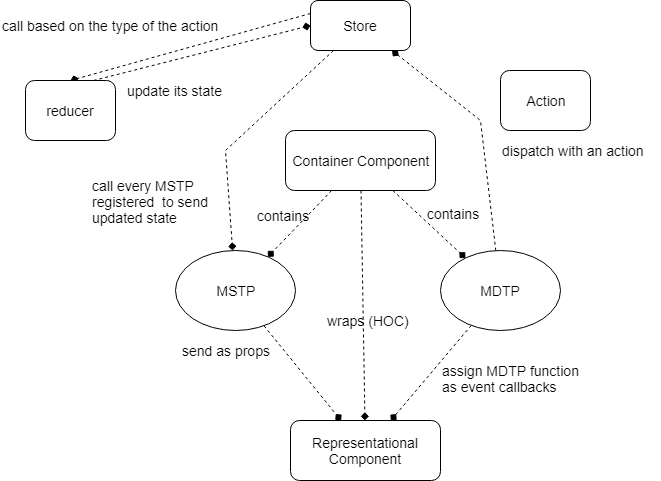 call based on the type of the action
Store
update its state
reducer
Action
dispatch with an action
Container Component
call every MSTP
registered  to send
updated state
contains
contains
MSTP
MDTP
wraps (HOC)
send as props
assign MDTP function
as event callbacks
Representational
Component